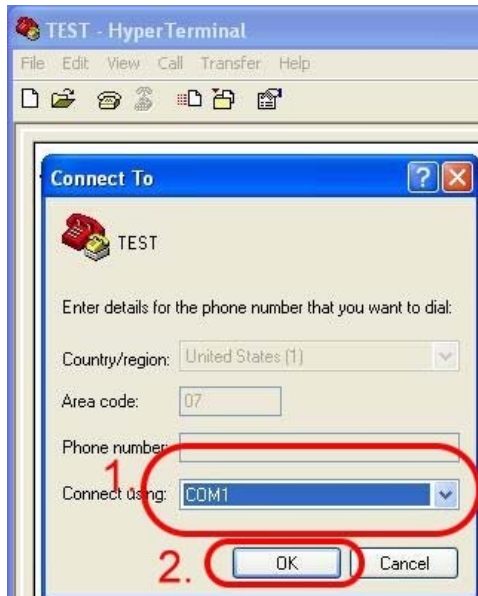 TEST - HyperTerminal
File Edit View Call Transfer Help
Connect To
TEST
Enter details for the phone number that you want to dial:
Country/region: United States (1)
Area code: 07
Phone number:
1.
Connect using: COM1
2. OK Cancel